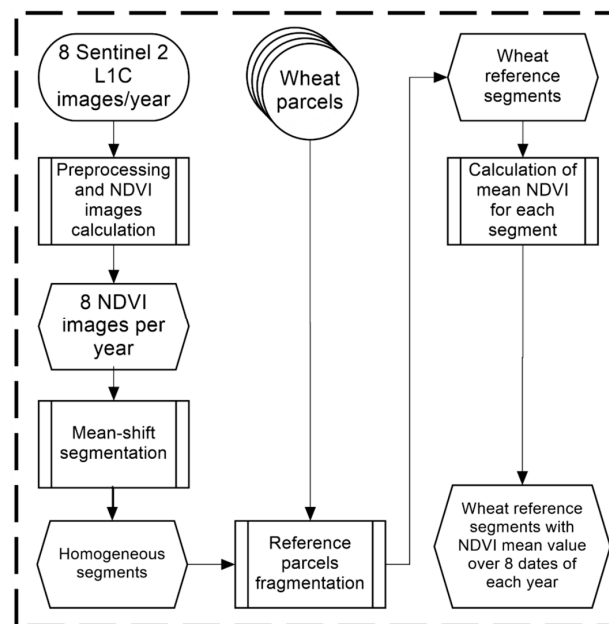 8 Sentinel 2
L1C
images/year
Preprocessing
and NDVI
images
calculation
8 NDVI
images per
year
Mean-shift
segmentation
Homogeneous
segments
Wheat
parcels
Reference
parcels
fragmentation
Wheat
reference
segments
Calculation of
mean NDVI
for each
segment
Wheat reference
segments with
NDVI mean value
over 8 dates of
each year